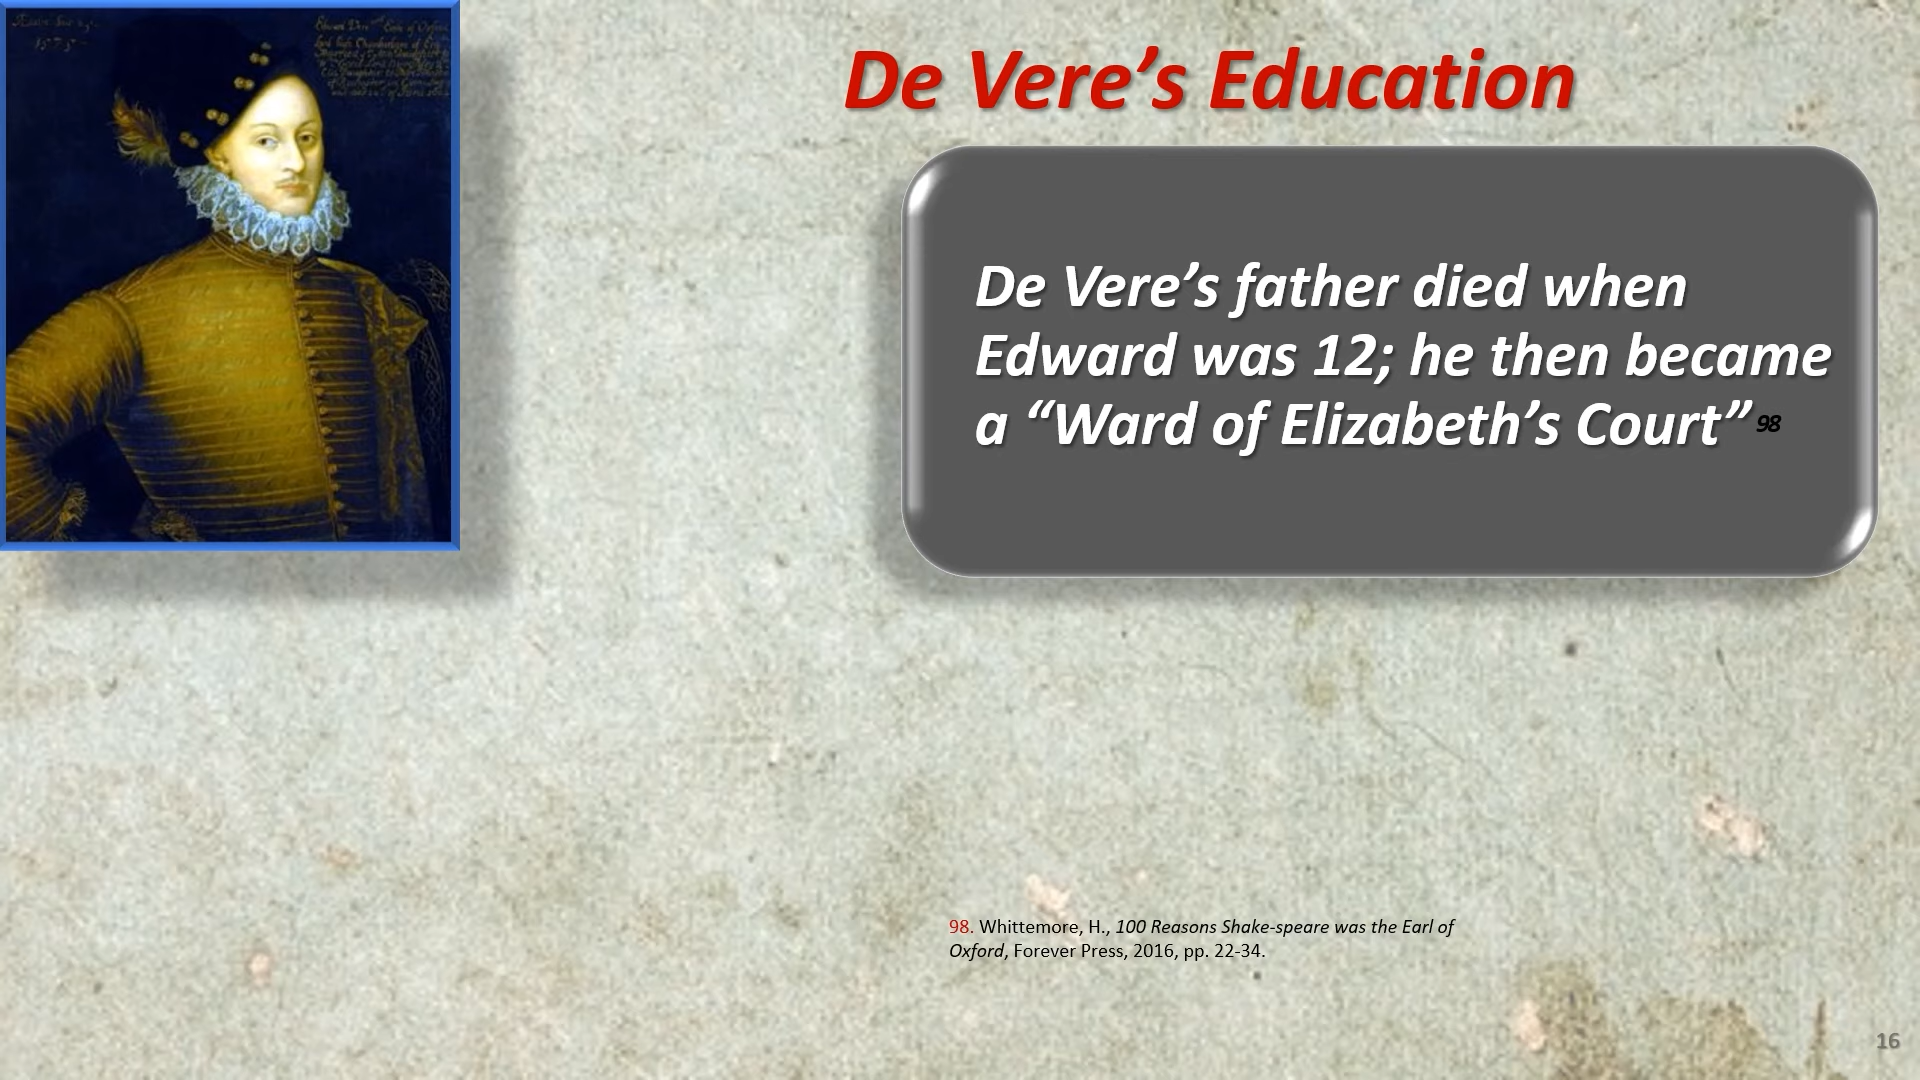 1575
De Vere’s Education
De Vere’s father died when
Edward was 12; he then became
a “Ward of Elizabeth’s Court” 98
98. Whittemore, H., 100 Reasons Shake-speare was the Earl of
Oxford, Forever Press, 2016, pp. 22-34.
16